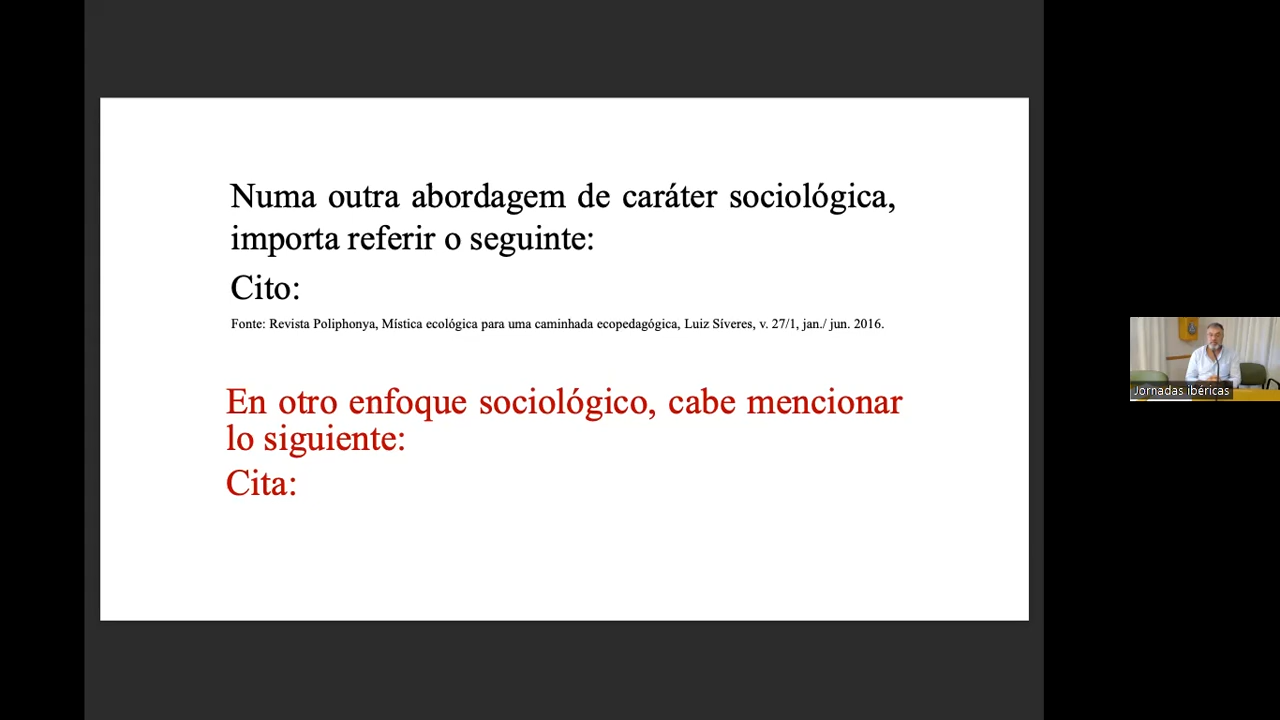 Numa outra abordagem de caráter sociológica,
importa referir o seguinte:
Cito:
Fonte: Revista Poliphonya, Mística ecológica para uma caminhada ecopedagógica, Luiz Síveres, v. 27/1, jan./ jun. 2016.
En otro enfoque sociológico, cabe mencionar
lo siguiente:
Cita:
Jornadas ibéricas